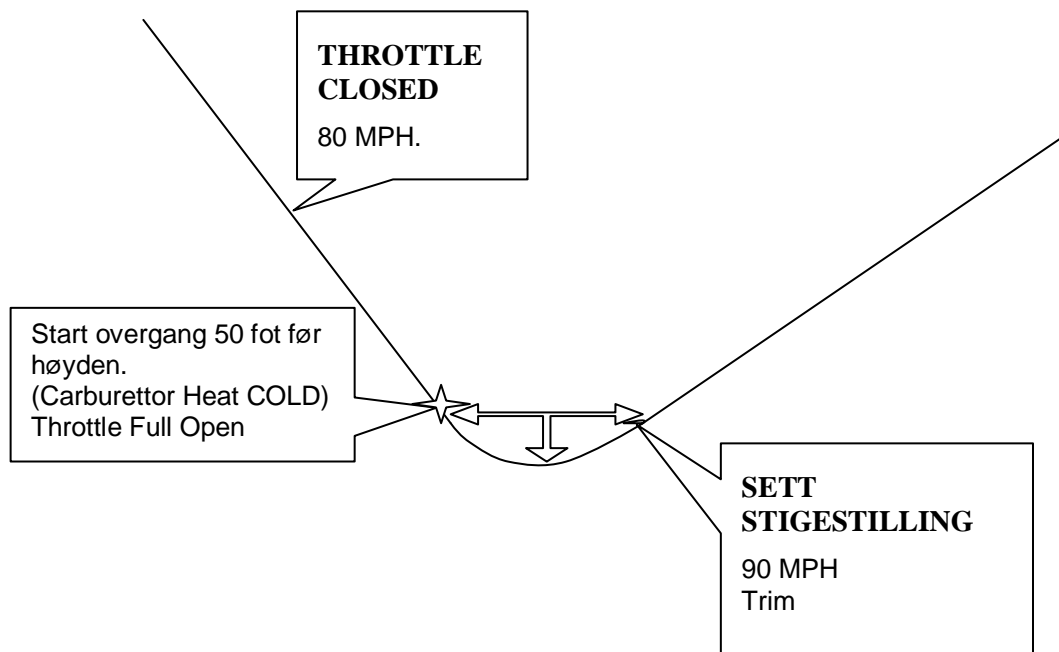 THROTTLE
CLOSED
80 MPH.
Start overgang 50 fot før
høyden.
(Carburettor Heat COLD)
Throttle Full Open
SETT
STIGESTILLING
90 MPH
Trim